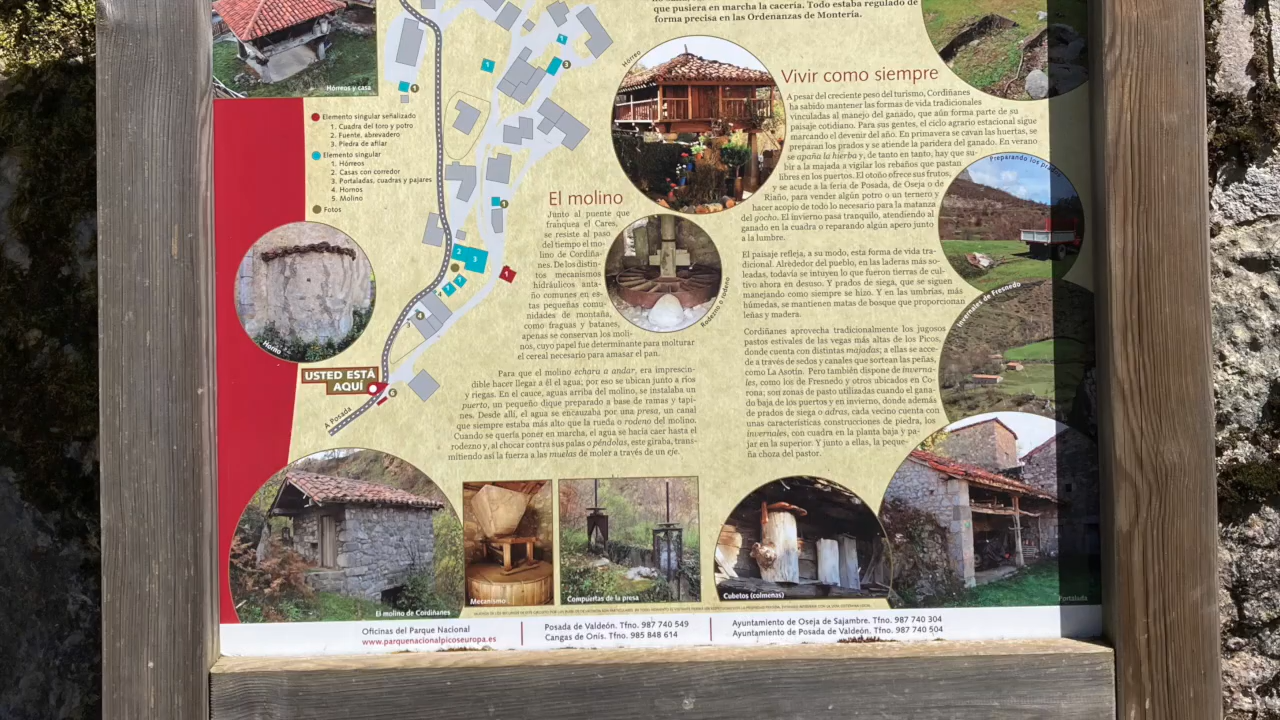 que pusiera en marcha la cacería. Todo estaba regulado de
forma precisa en las Ordenanzas de Montería.
Hórreos y casa
Elemento singular señalizado
1. Cuadra del toro y potro
2. Fuente, abrevadero
3. Piedra de afilar
Elemento singular
1. Hórreos
2. Casas con corredor
3. Portaladas, cuadras y pajares
4. Hornos
5. Molino
Fotos
1
1
1
3
1
2
3
1
4
5
4
6
Horno
USTED ESTÁ
AQUÍ
A Posada
Hórreo
El molino
Junto al puente que
franquea el Cares,
se resiste al paso
del tiempo el mo-
lino de Cordiña-
nes. De los distin-
tos mecanismos
hidráulicos anta-
ño comunes en es-
tas pequeñas comu-
nidades de montaña,
como fraguas y batanes,
apenas se conservan los moli-
nos, cuyo papel fue determinante para molturar
el cereal necesario para amasar el pan.
Para que el molino echara a andar, era imprescin-
dible hacer llegar a él el agua; por eso se ubican junto a ríos
y riegas. En el cauce, aguas arriba del molino, se instalaba un
puerto, un pequeño dique preparado a base de ramas y tapi-
nes. Desde allí, el agua se encauzaba por una presa, un canal
que siempre estaba más alto que la rueda o rodeno del molino.
Cuando se quería poner en marcha, el agua se hacía caer hasta el
rodezno y, al chocar contra sus palas o péndolas, este giraba, trans-
mitiendo así la fuerza a las muelas de moler a través de un eje.
Rodezno o rodeno
Vivir como siempre
A pesar del creciente peso del turismo, Cordiñanes
ha sabido mantener las formas de vida tradicionales
vinculadas al manejo del ganado, que aún forma parte de su
paisaje cotidiano. Para sus gentes, el ciclo agrario estacional sigue
marcando el devenir del año. En primavera se cavan las huertas, se
preparan los prados y se atiende la paridera del ganado. En verano
se apaña la hierba y, de tanto en tanto, hay que su-
bir a la majada a vigilar los rebaños que pastan
libres en los puertos. El otoño ofrece sus frutos,
y se acude a la feria de Posada, de Oseja o de
Riaño, para vender algún potro o un ternero y
hacer acopio de todo lo necesario para la matanza
del gocho. El invierno pasa tranquilo, atendiendo al
ganado en la cuadra o reparando algún apero junto
a la lumbre.
El paisaje refleja, a su modo, esta forma de vida tra-
dicional. Alrededor del pueblo, en las laderas más so-
leadas, todavía se intuyen lo que fueron tierras de cul-
tivo ahora en desuso. Y prados de siega, que se siguen
manejando como siempre se hizo. Y en las umbrías, más
húmedas, se mantienen matas de bosque que proporcionan
leñas y madera.
Cordiñanes aprovecha tradicionalmente los jugosos
pastos estivales de las vegas más altas de los Picos,
donde cuenta con distintas majadas; a ellas se acce-
de a través de sedos y canales que sortean las peñas,
como La Asotín. Pero también dispone de inverna-
les, como los de Fresnedo y otros ubicados en Co-
rona; son zonas de pasto utilizadas cuando el gana-
do baja de los puertos y en invierno, donde además
de prados de siega o adras, cada vecino cuenta con
unas características construcciones de piedra, los
invernales, con cuadra en la planta baja y pa-
jar en la superior. Y junto a ellas, la peque-
ña choza del pastor.
Preparando los prados
Invernales de Fresnedo
El molino de Cordiñanes
Mecanismo
Compuertas de la presa
Cubetos (colmenas)
Portalada
Oficinas del Parque Nacional
www.parquenacionalpicoseuropa.es
Posada de Valdeón. Tfno. 987 740 549
Cangas de Onís. Tfno. 985 848 614
Ayuntamiento de Oseja de Sajambre. Tfno. 987 740 304
Ayuntamiento de Posada de Valdeón. Tfno. 987 740 504